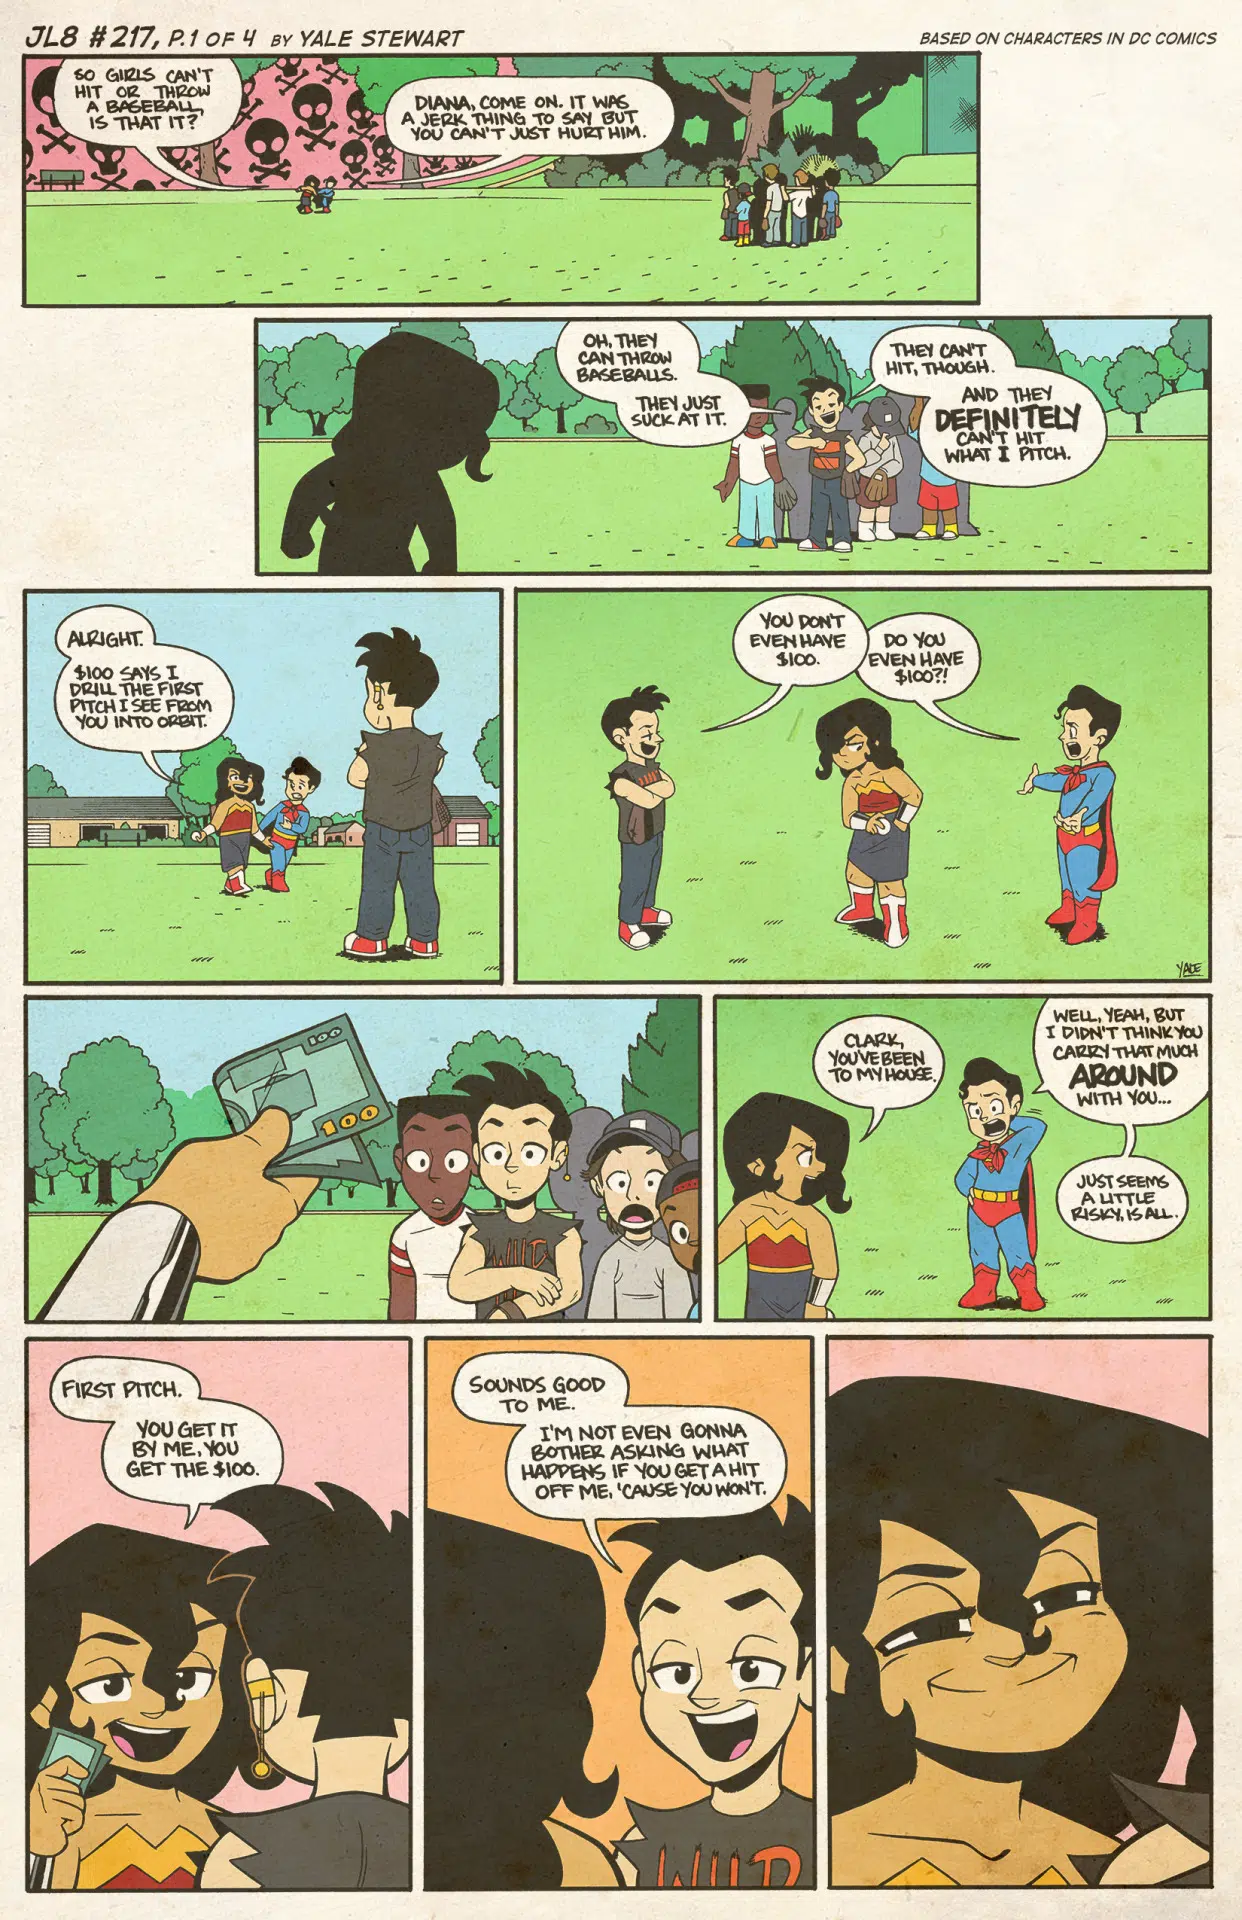 JL8 #217, P.1 OF 4 BY YALE STEWART
BASED ON CHARACTERS IN DC COMICS
SO GIRLS CAN'T
HIT OR THROW
A BASEBALL,
IS THAT IT?
DIANA, COME ON. IT WAS
A JERK THING TO SAY BUT
YOU CAN'T JUST HURT HIM.
OH, THEY
CAN THROW
BASEBALLS.
THEY JUST
SUCK AT IT.
THEY CAN'T
HIT, THOUGH.
AND THEY
DEFINITELY
CAN'T HIT
WHAT I PITCH.
ALRIGHT.
$100 SAYS I
DRILL THE FIRST
PITCH I SEE FROM
YOU INTO ORBIT.
YOU DON'T
EVEN HAVE
$100.
DO YOU
EVEN HAVE
$100?!
WILD
YALE
100
100
WILD
CLARK,
YOU'VE BEEN
TO MY HOUSE.
WELL, YEAH, BUT
I DIDN'T THINK YOU
CARRY THAT MUCH
AROUND
WITH YOU...
JUST SEEMS
A LITTLE
RISKY, IS ALL.
FIRST PITCH.
YOU GET IT
BY ME, YOU
GET THE $100.
SOUNDS GOOD
TO ME.
I'M NOT EVEN GONNA
BOTHER ASKING WHAT
HAPPENS IF YOU GET A HIT
OFF ME, 'CAUSE YOU WON'T.
WILD